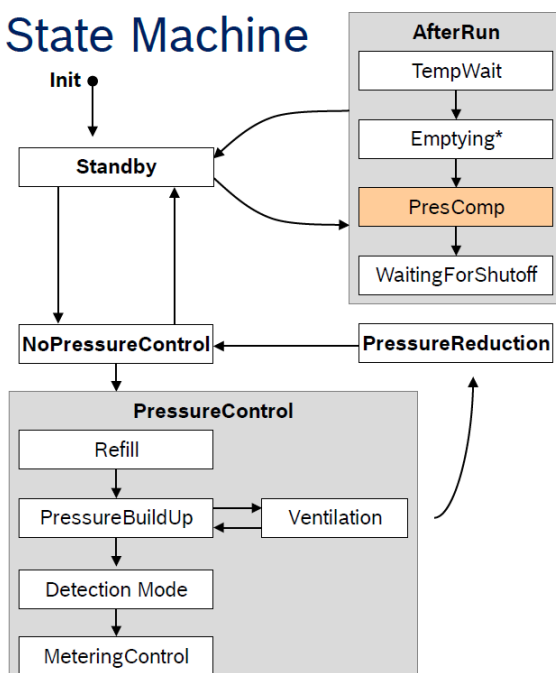 State Machine
Init
Standby
AfterRun
TempWait
Emptying*
PresComp
WaitingForShutoff
NoPressureControl
PressureReduction
PressureControl
Refill
PressureBuildUp
Ventilation
Detection Mode
MeteringControl